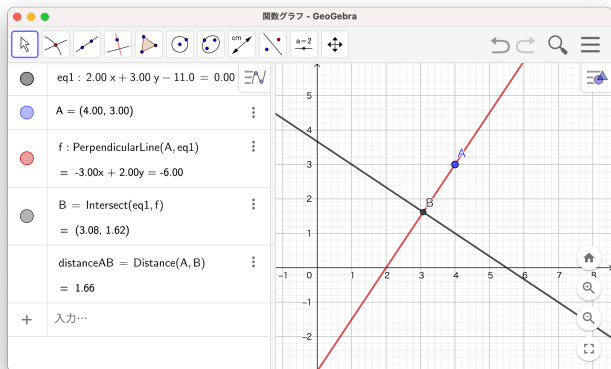 関数グラフ - GeoGebra
cm
a = 2
eq1 : 2.00 x + 3.00 y − 11.0 = 0.00
A = (4.00, 3.00)
f : PerpendicularLine(A, eq1)
= -3.00x + 2.00y = -6.00
B = Intersect(eq1, f)
= (3.08, 1.62)
distanceAB = Distance(A, B)
= 1.66
+ 入力…
5
4
A
3
2
B
1
−1 0 1 2 3 4 5 6 7 8
−1
−2